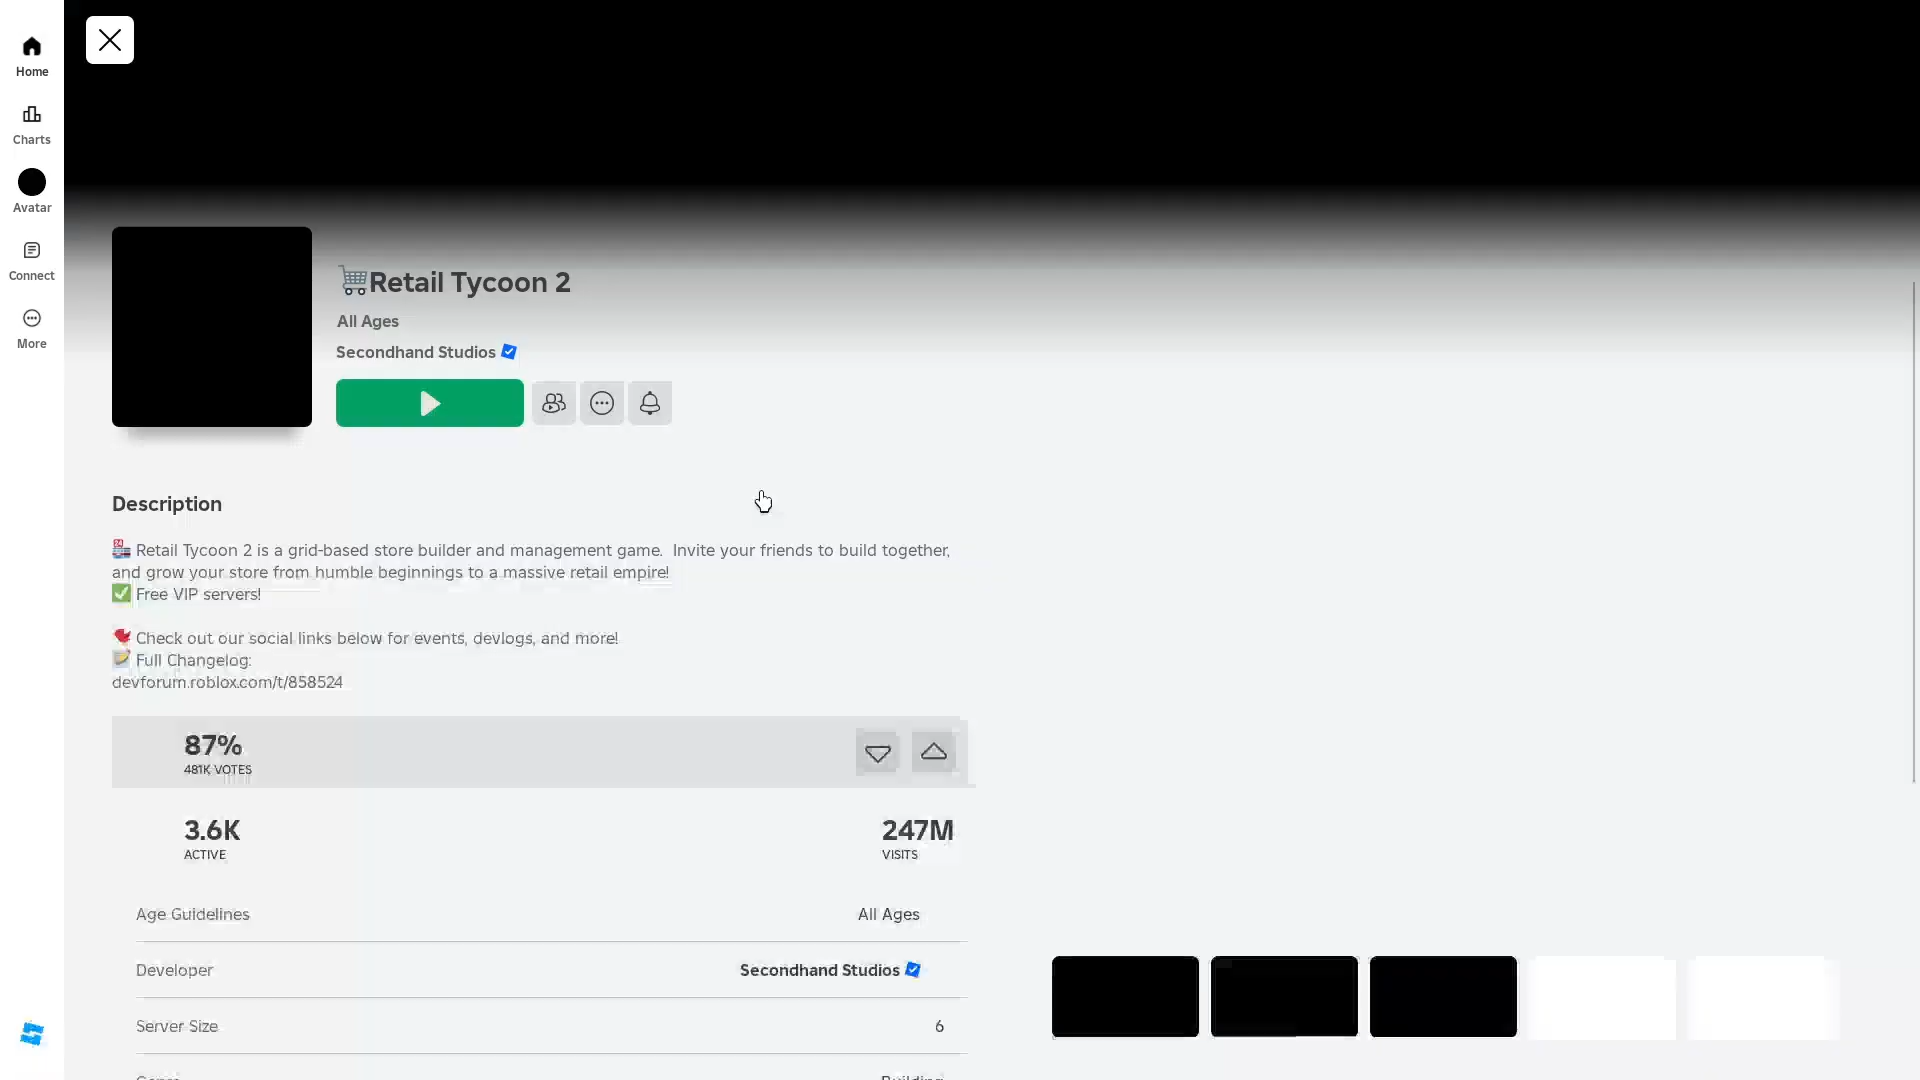 Home
Charts
Avatar
Connect
More
🛒Retail Tycoon 2
All Ages
Secondhand Studios
Description
🏪 Retail Tycoon 2 is a grid-based store builder and management game.  Invite your friends to build together,
and grow your store from humble beginnings to a massive retail empire!
✅ Free VIP servers!
🐦 Check out our social links below for events, devlogs, and more!
📝 Full Changelog:
devforum.roblox.com/t/858524
87%
481K VOTES
3.6K
ACTIVE
247M
VISITS
Age Guidelines
All Ages
Developer
Secondhand Studios
Server Size
6
Genre
Building